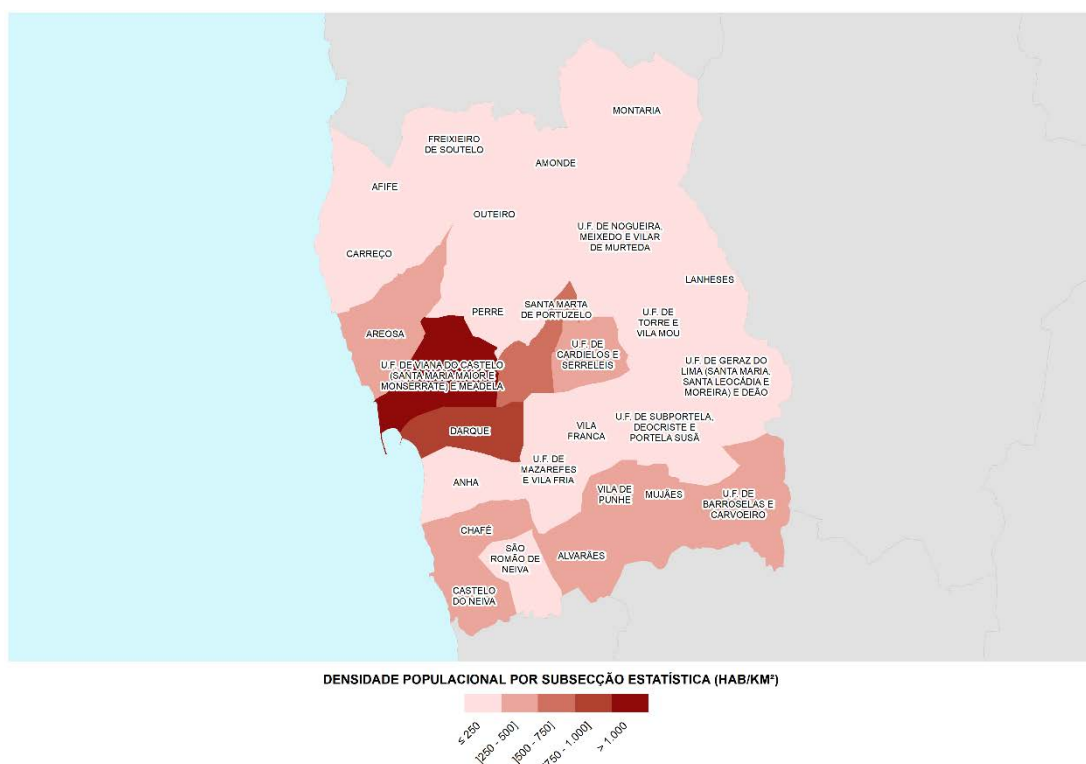 MONTARIA
FREIXIEIRO
DE SOUTELO
AMONDE
AFIFE
OUTEIRO
U.F. DE NOGUEIRA,
MEIXEDO E VILAR
DE MURTEDA
CARREÇO
LANHESES
SANTA MARTA
DE PORTUZELO
PERRE
U.F. DE
TORRE E
VILA MOU
AREOSA
U.F. DE
CARDIELOS E
SERRELEIS
U.F. DE VIANA DO CASTELO
(SANTA MARIA MAIOR E
MONSERRATE) E MEADELA
U.F. DE GERAZ DO
LIMA (SANTA MARIA,
SANTA LEOCÁDIA E
MOREIRA) E DEÃO
DARQUE
VILA
FRANCA
U.F. DE SUBPORTELA,
DEOCRISTE E
PORTELA SUSÃ
U.F. DE
MAZAREFES
E VILA FRIA
ANHA
VILA DE
PUNHE
MUJÃES
U.F. DE
BARROSELAS E
CARVOEIRO
CHAFÉ
SÃO
ROMÃO DE
NEIVA
ALVARÃES
CASTELO
DO NEIVA
DENSIDADE POPULACIONAL POR SUBSECÇÃO ESTATÍSTICA (HAB/KM²)
≤ 250
]250 - 500]
]500 - 750]
750 - 1.000]
> 1.000